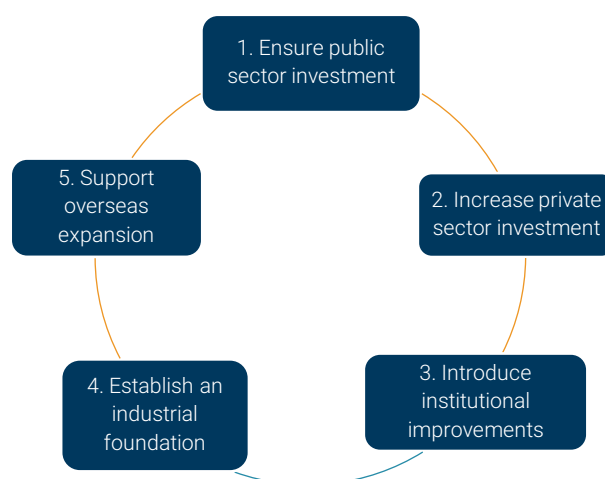 1. Ensure public
sector investment
2. Increase private
sector investment
3. Introduce
institutional
improvements
4. Establish an
industrial
foundation
5. Support
overseas
expansion